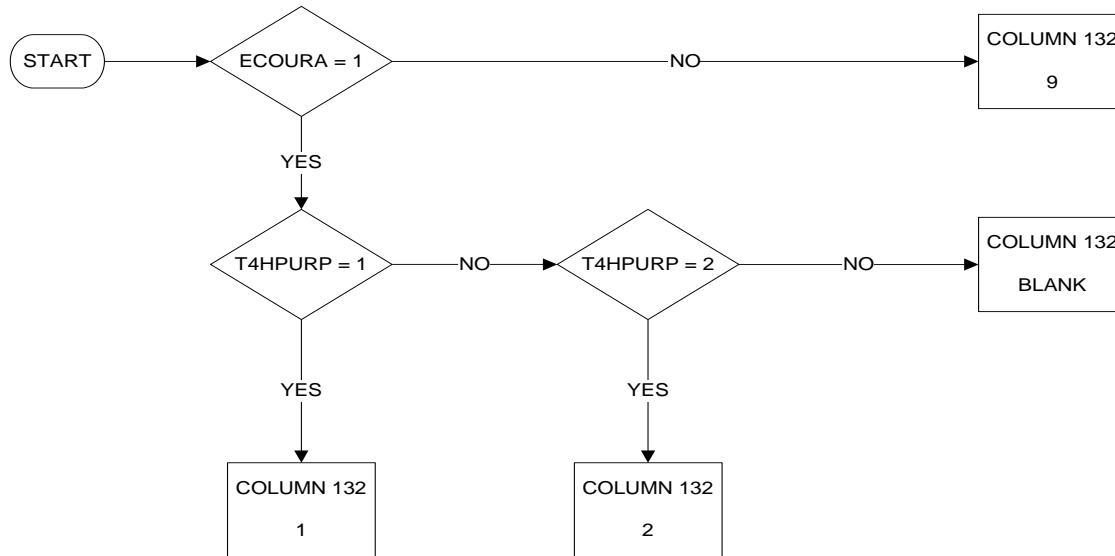 START
ECOURA = 1
NO
COLUMN 132
9
YES
T4HPURP = 1
NO
T4HPURP = 2
NO
COLUMN 132
BLANK
YES
YES
COLUMN 132
1
COLUMN 132
2